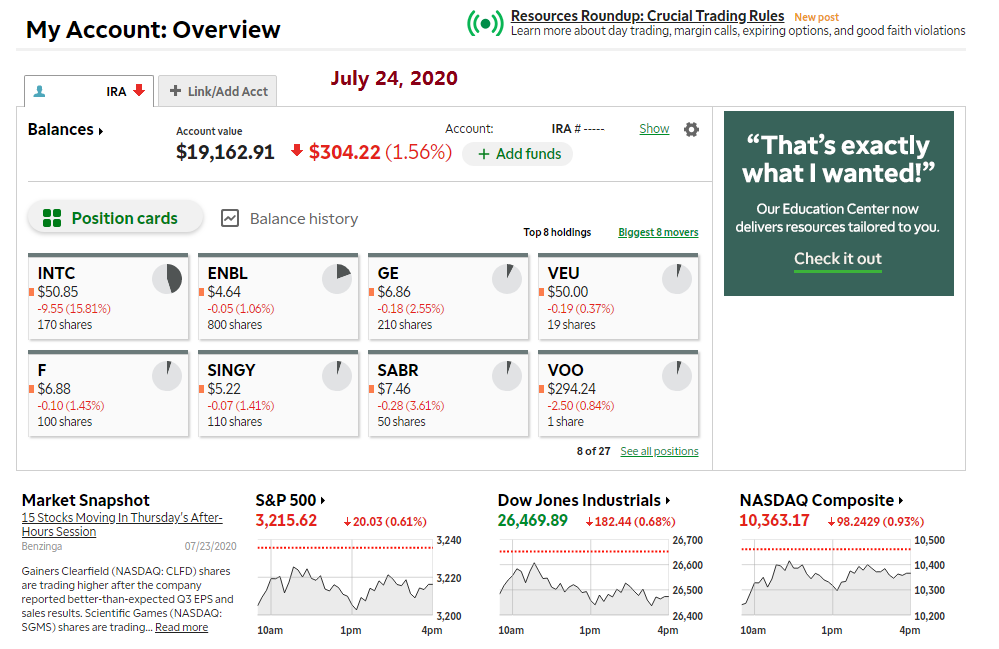 My Account: Overview
Resources Roundup: Crucial Trading Rules New post
Learn more about day trading, margin calls, expiring options, and good faith violations
IRA
Link/Add Acct
July 24, 2020
Balances
Account value
$19,162.91
$304.22 (1.56%)
Account:
IRA # -----
Show
+ Add funds
Position cards
Balance history
Top 8 holdings
Biggest 8 movers
INTC
$50.85
-9.55 (15.81%)
170 shares
ENBL
$4.64
-0.05 (1.06%)
800 shares
GE
$6.86
-0.18 (2.55%)
210 shares
VEU
$50.00
-0.19 (0.37%)
19 shares
F
$6.88
-0.10 (1.43%)
100 shares
SINGY
$5.22
-0.07 (1.41%)
110 shares
SABR
$7.46
-0.28 (3.61%)
50 shares
VOO
$294.24
-2.50 (0.84%)
1 share
8 of 27 See all positions
“That’s exactly
what I wanted!”
Our Education Center now
delivers resources tailored to you.
Check it out
Market Snapshot
15 Stocks Moving In Thursday's After-
Hours Session
Benzinga 07/23/2020
Gainers Clearfield (NASDAQ: CLFD) shares
are trading higher after the company
reported better-than-expected Q3 EPS and
sales results. Scientific Games (NASDAQ:
SGMS) shares are trading... Read more
S&P 500
3,215.62 20.03 (0.61%)
3,240
3,220
3,200
10am 1pm 4pm
Dow Jones Industrials
26,469.89 182.44 (0.68%)
26,700
26,600
26,500
26,400
10am 1pm 4pm
NASDAQ Composite
10,363.17 98.2429 (0.93%)
10,500
10,400
10,300
10,200
10am 1pm 4pm